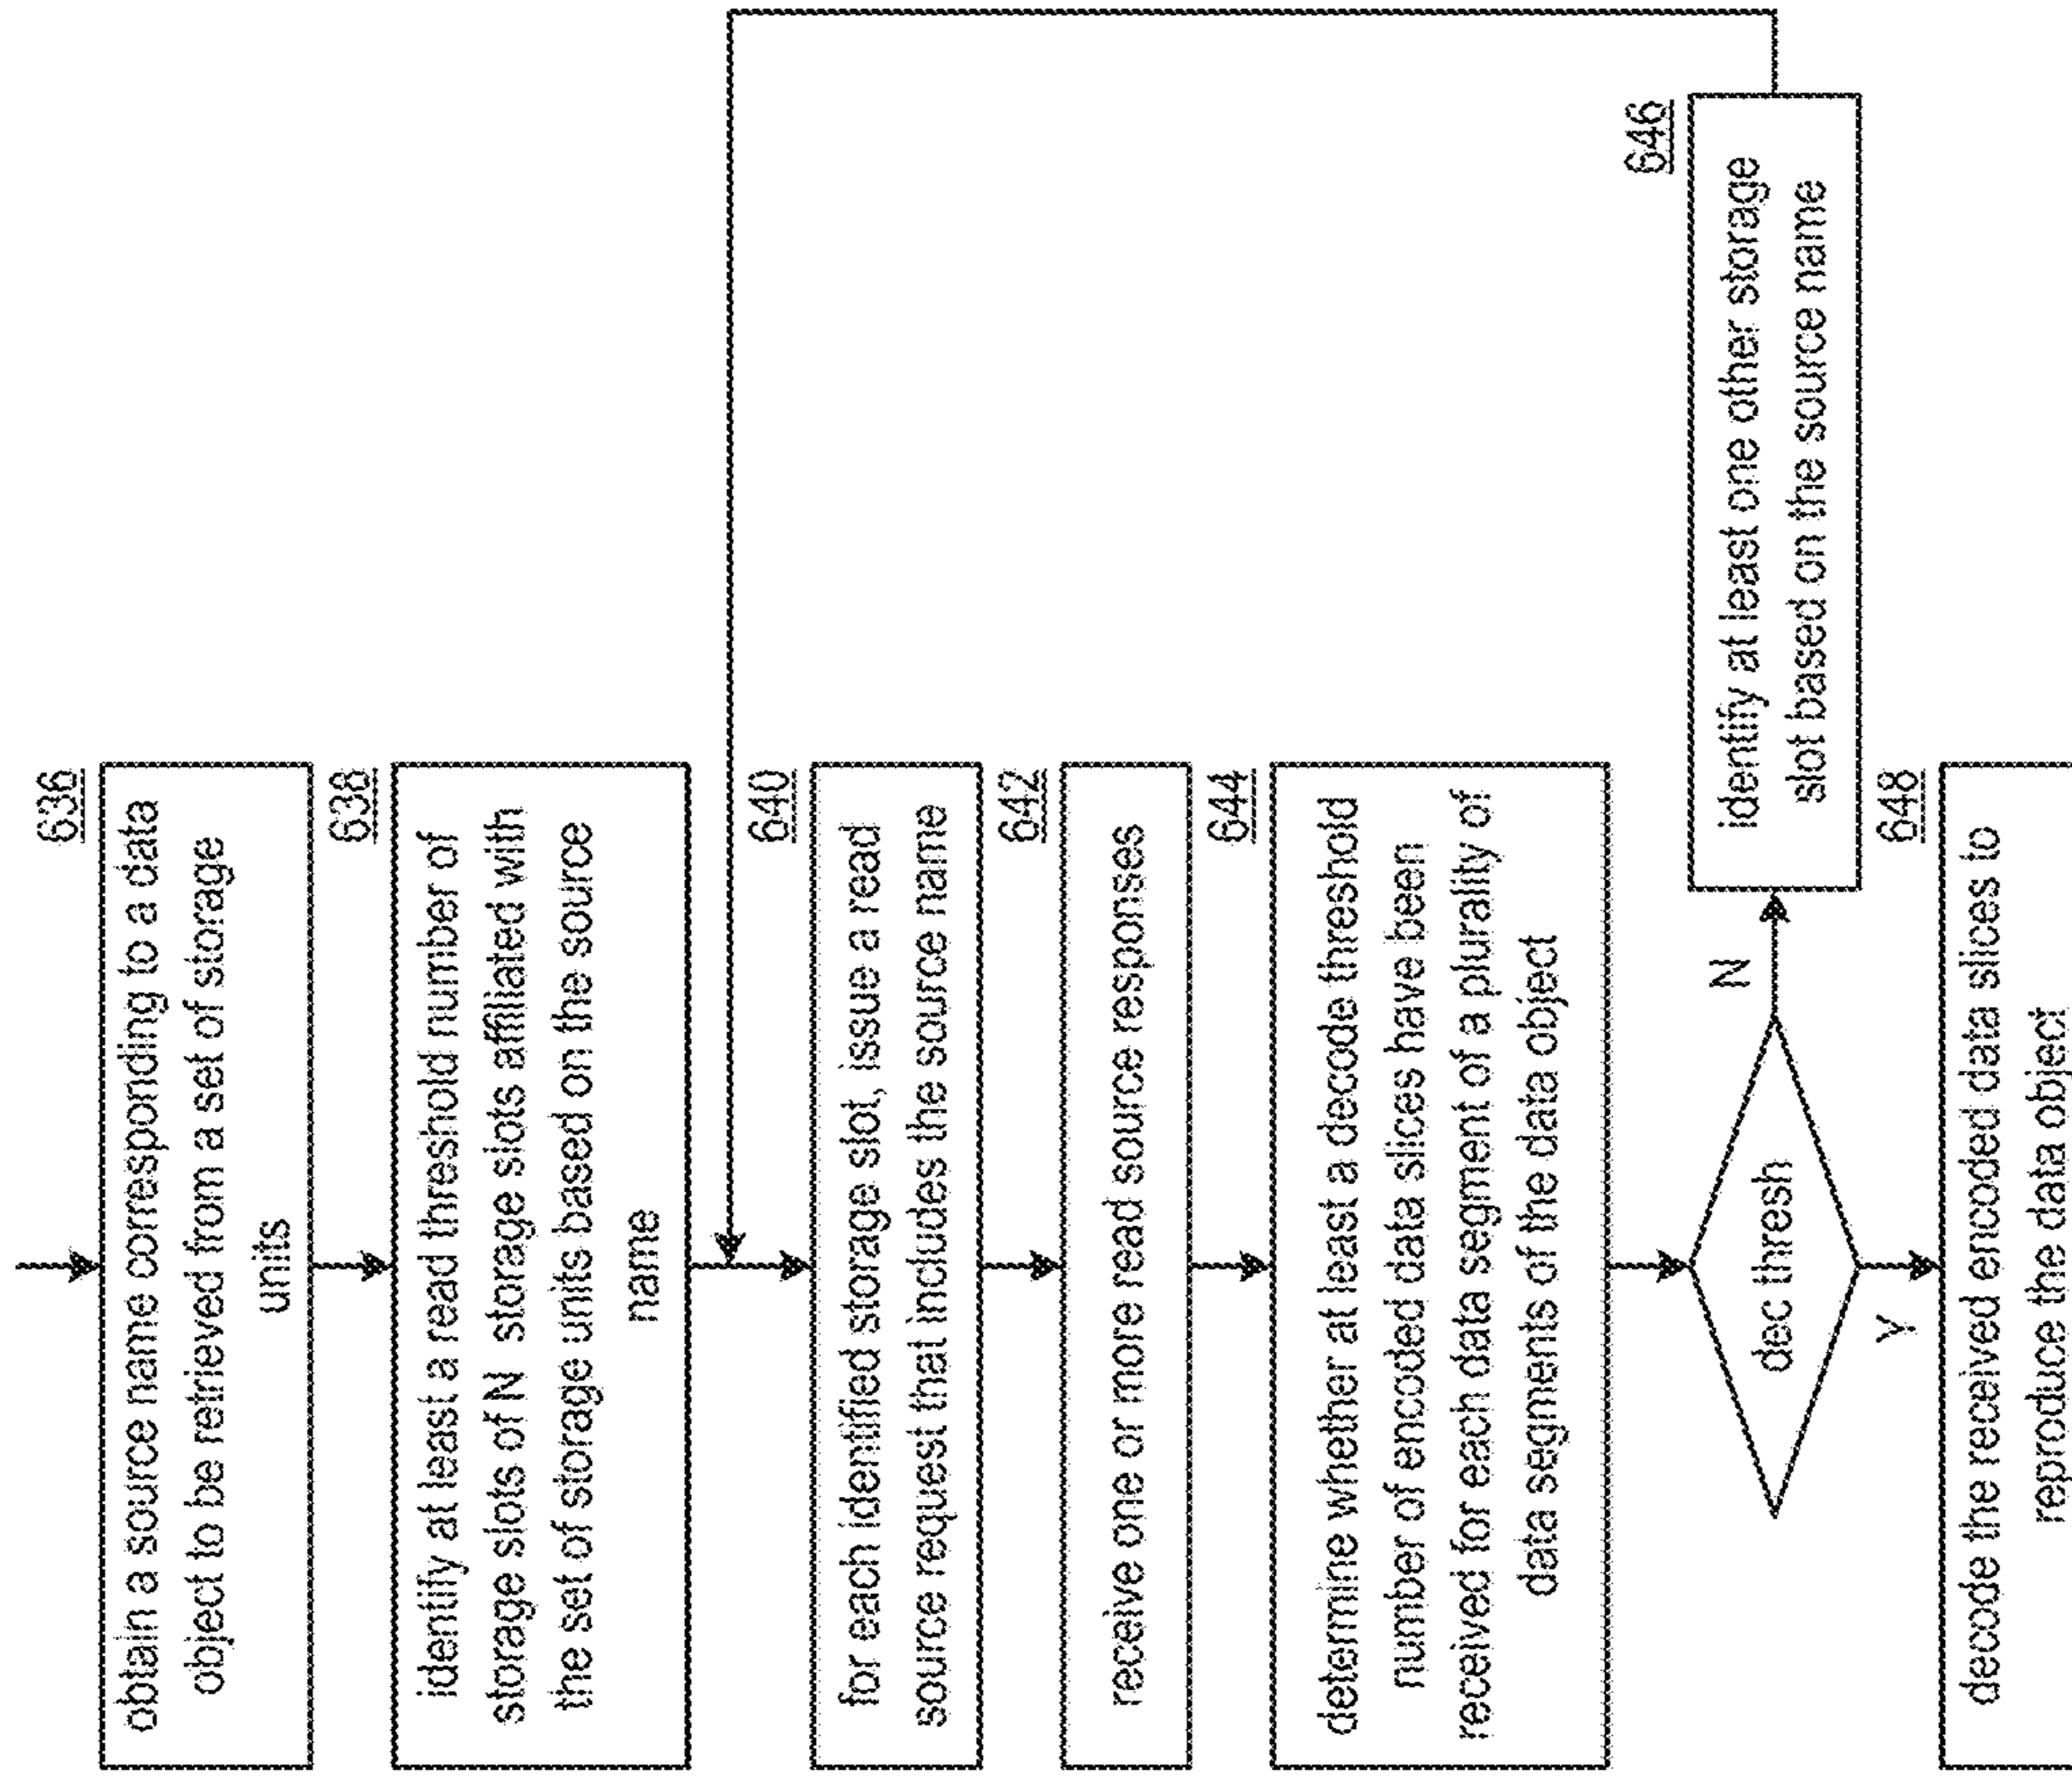 636
obtain a source name corresponding to a data
object to be retrieved from a set of storage
units
638
identify at least a read threshold number of
storage slots of N storage slots affiliated with
the set of storage units based on the source
name
640
for each identified storage slot, issue a read
source request that includes the source name
642
receive one or more read source responses
644
determine whether at least a decode threshold
number of encoded data slices have been
received for each data segment of a plurality of
data segments of the data object
dec thresh
N
646
identify at least one other storage
slot based on the source name
Y
648
decode the received encoded data slices to
reproduce the data object